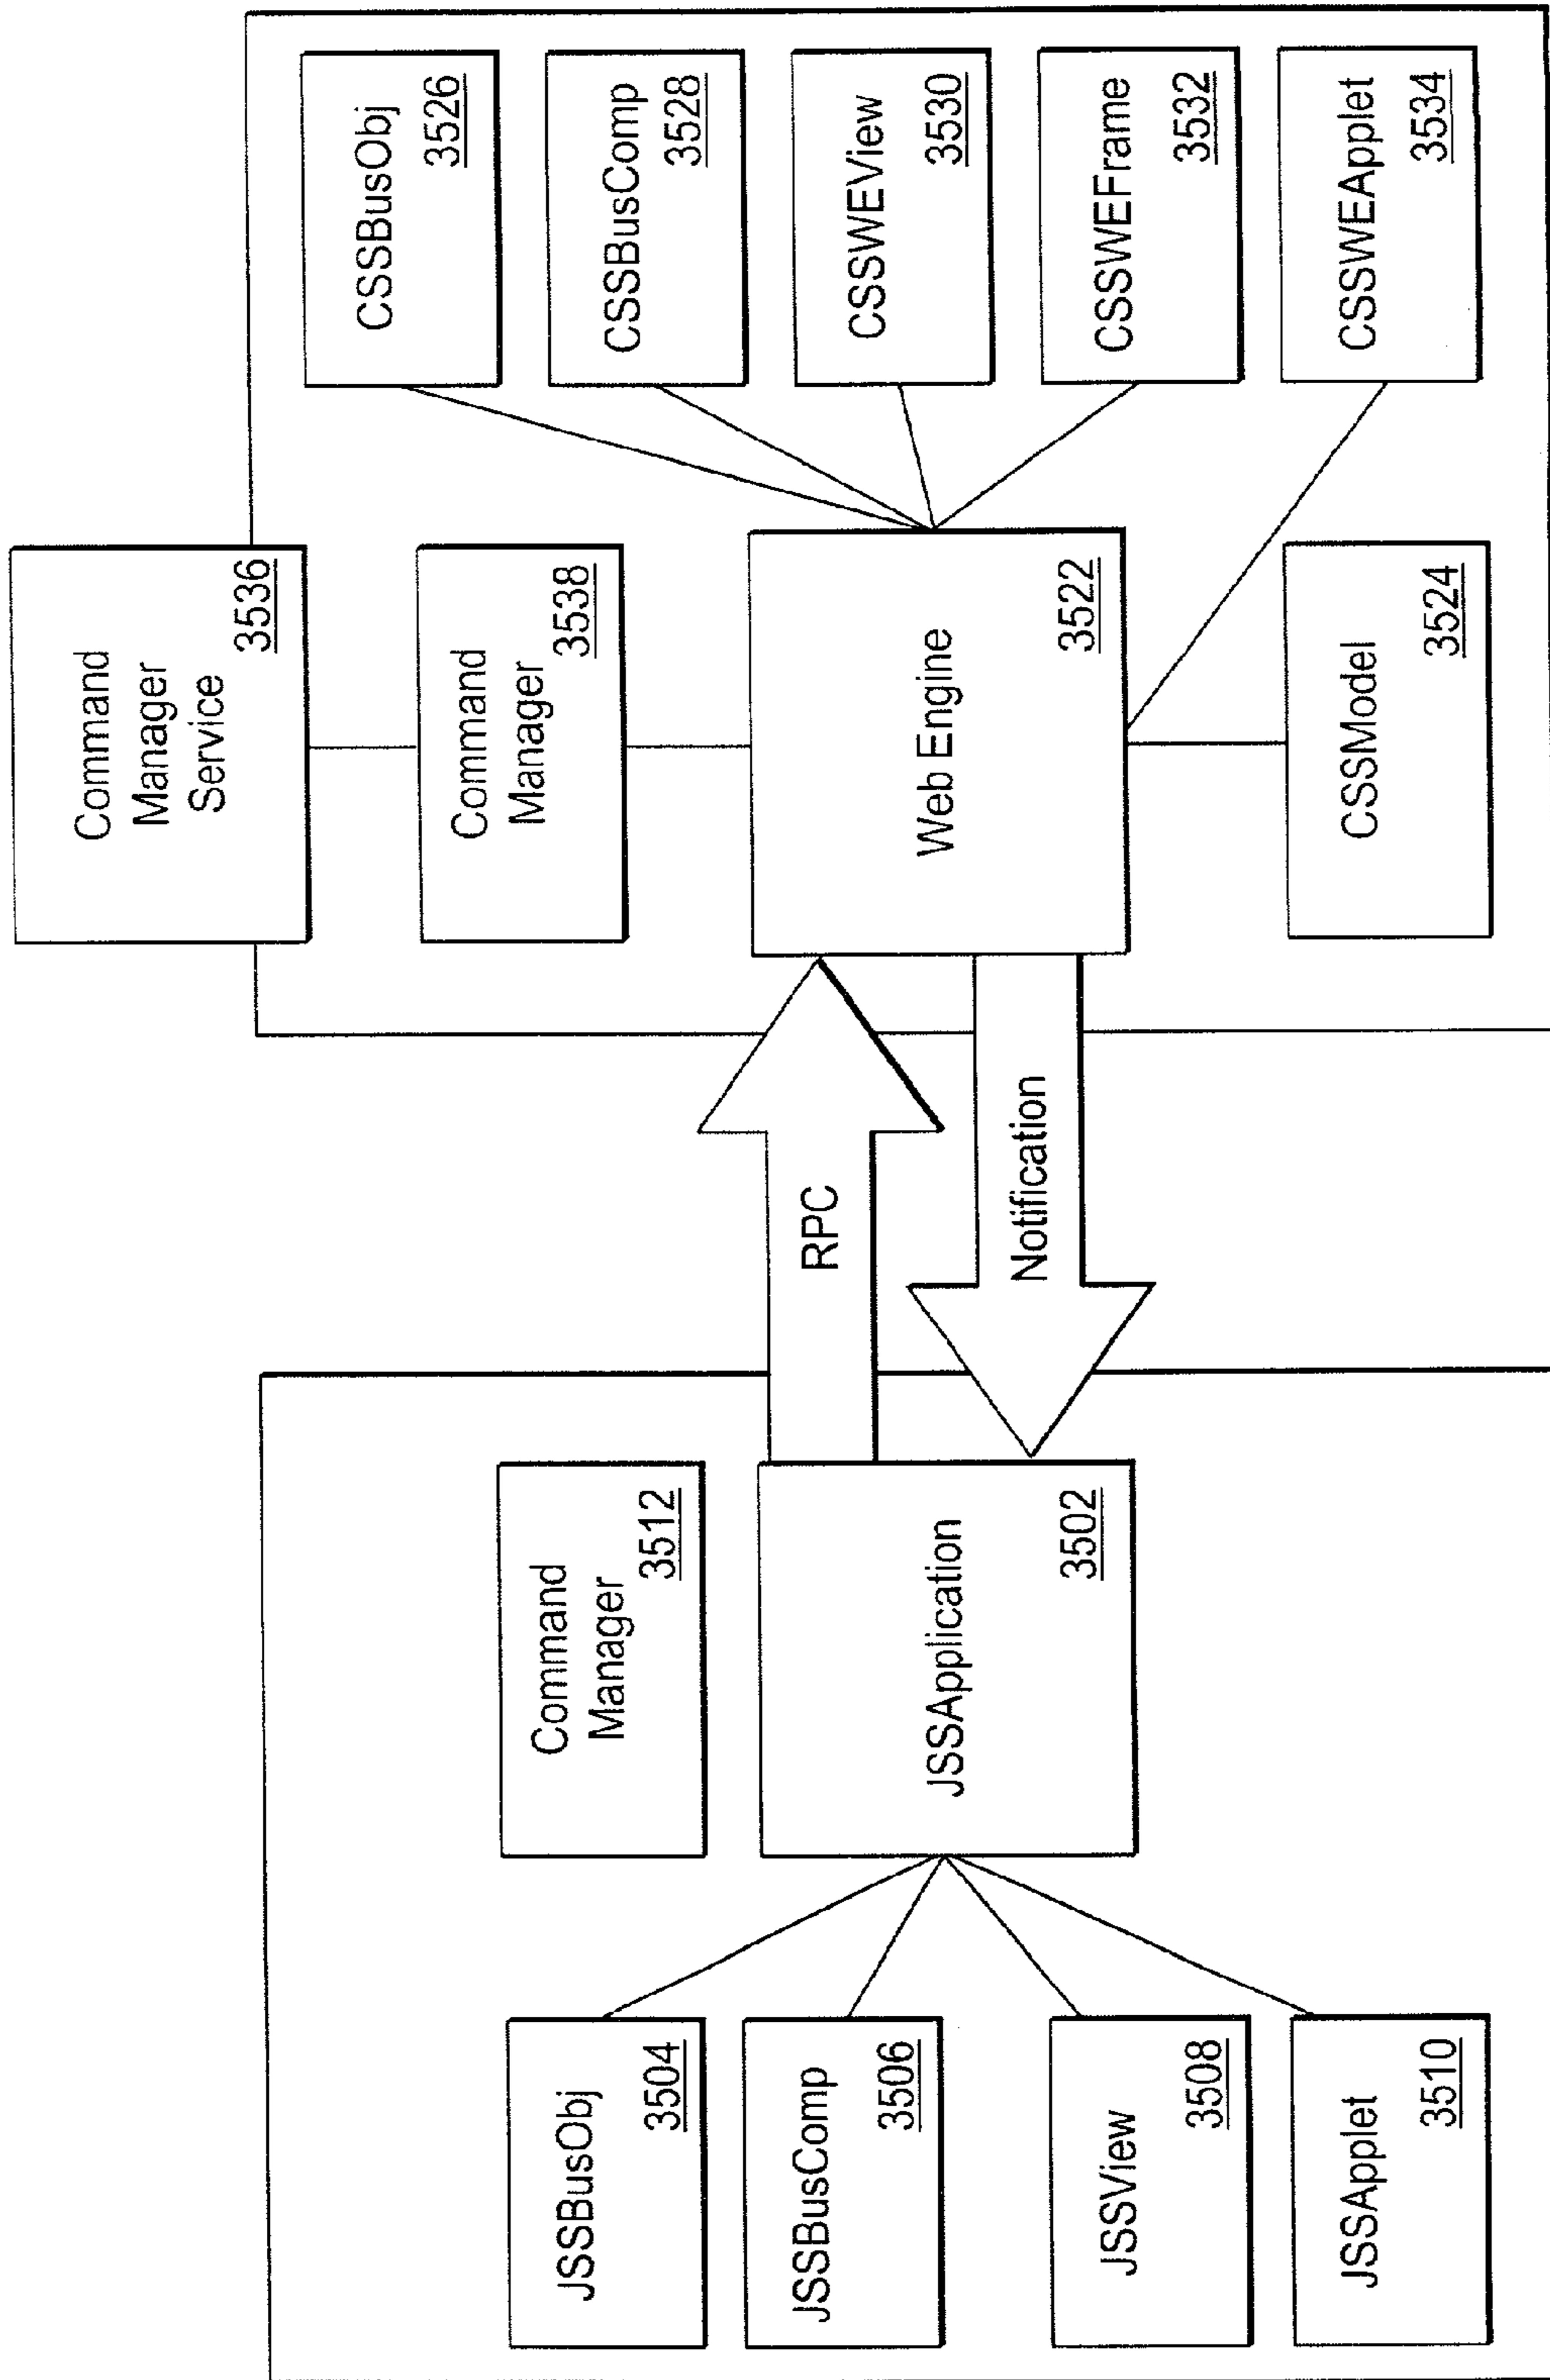 JSSBusObj
3504
JSSBusComp
3506
JSSView
3508
JSSApplet
3510
Command
Manager
3512
JSSApplication
3502
RPC
Notification
Command
Manager
Service
3536
Command
Manager
3538
Web Engine
3522
CSSModel
3524
CSSBusObj
3526
CSSBusComp
3528
CSSWEView
3530
CSSWEFrame
3532
CSSWEApplet
3534